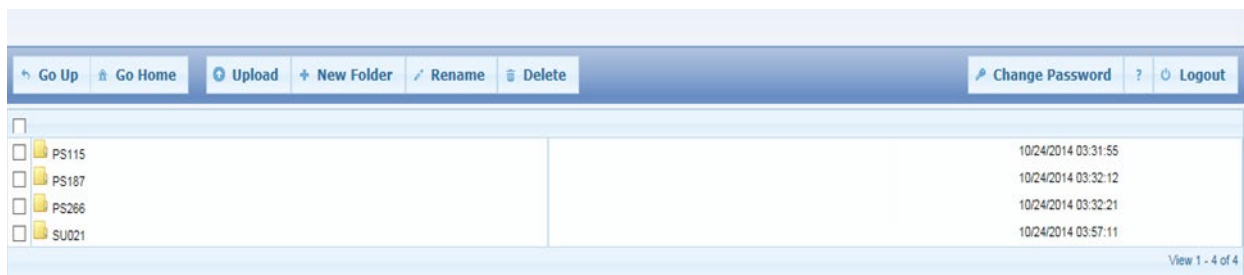 Go Up Go Home Upload New Folder Rename Delete Change Password ? Logout
PS115 10/24/2014 03:31:55
PS187 10/24/2014 03:32:12
PS266 10/24/2014 03:32:21
SU021 10/24/2014 03:57:11
View 1 - 4 of 4